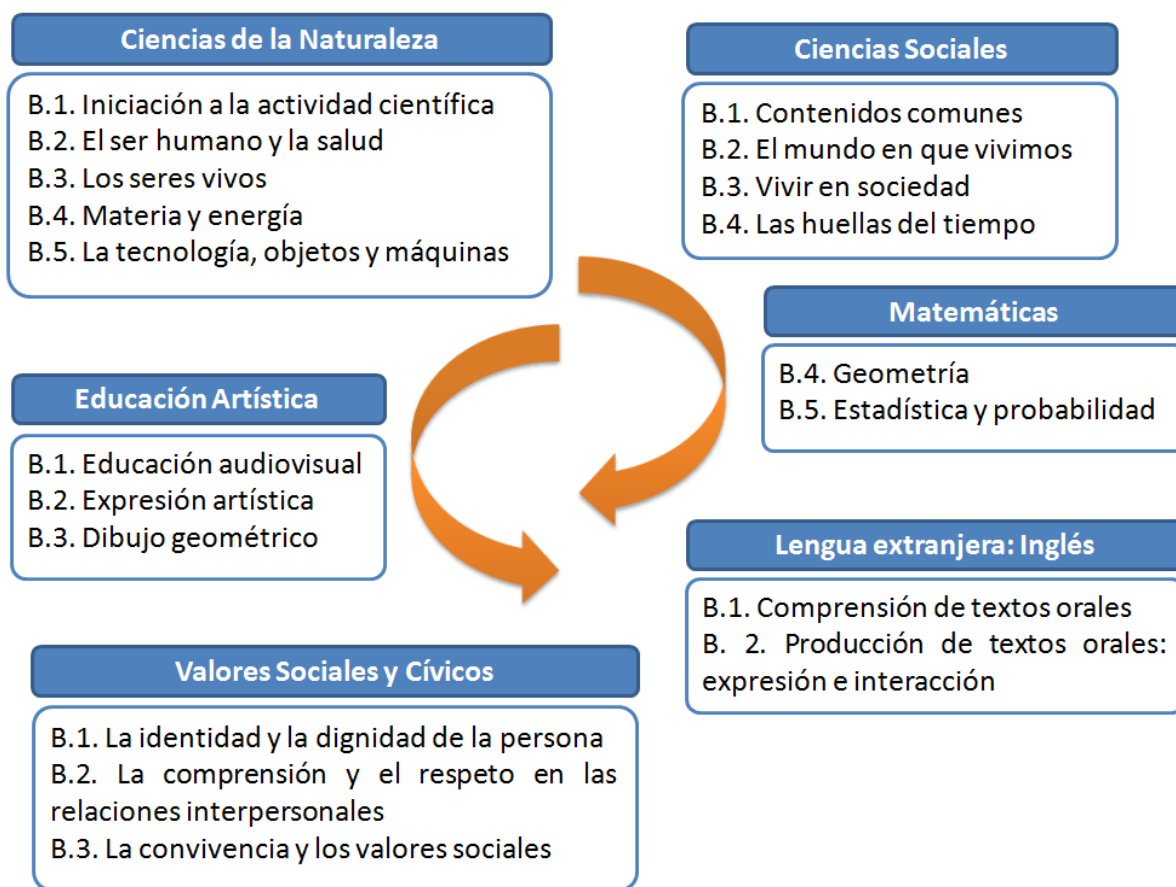 Ciencias de la Naturaleza
B.1. Iniciación a la actividad científica
B.2. El ser humano y la salud
B.3. Los seres vivos
B.4. Materia y energía
B.5. La tecnología, objetos y máquinas
Ciencias Sociales
B.1. Contenidos comunes
B.2. El mundo en que vivimos
B.3. Vivir en sociedad
B.4. Las huellas del tiempo
Matemáticas
B.4. Geometría
B.5. Estadística y probabilidad
Educación Artística
B.1. Educación audiovisual
B.2. Expresión artística
B.3. Dibujo geométrico
Lengua extranjera: Inglés
B.1. Comprensión de textos orales
B. 2. Producción de textos orales:
expresión e interacción
Valores Sociales y Cívicos
B.1. La identidad y la dignidad de la persona
B.2. La comprensión y el respeto en las
relaciones interpersonales
B.3. La convivencia y los valores sociales